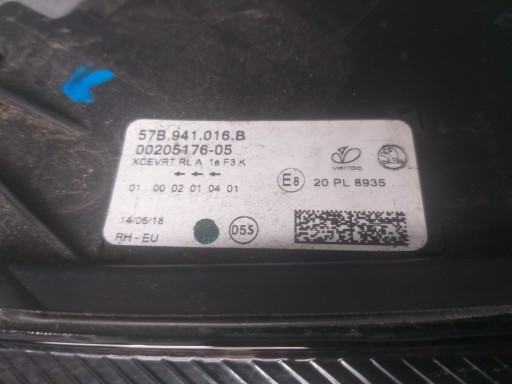 57B.941.016.B
00205176-05
XCEVRT RL A 1a F3 K
←←←
01 00 02 01 04 01
14/06/18
RH-EU
05S
varroc
E8 20 PL 8935